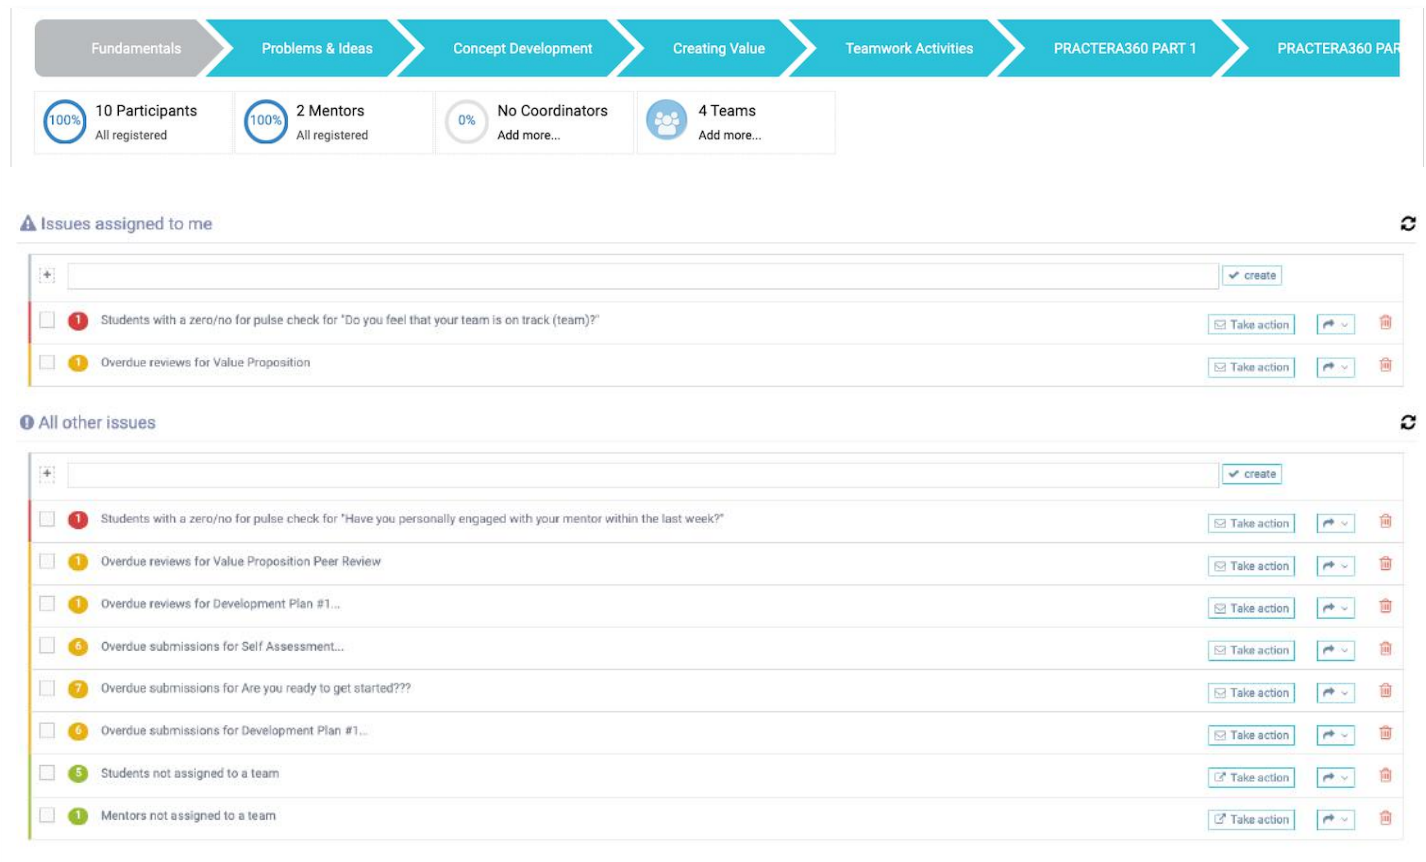 Fundamentals
Problems & Ideas
Concept Development
Creating Value
Teamwork Activities
PRACTERA360 PART 1
PRACTERA360 PAR
100%
10 Participants
All registered
100%
2 Mentors
All registered
0%
No Coordinators
Add more...
4 Teams
Add more...
Issues assigned to me
+
create
1 Students with a zero/no for pulse check for "Do you feel that your team is on track (team)?" Take action
1 Overdue reviews for Value Proposition Take action
All other issues
+
create
1 Students with a zero/no for pulse check for "Have you personally engaged with your mentor within the last week?" Take action
1 Overdue reviews for Value Proposition Peer Review Take action
1 Overdue reviews for Development Plan #1... Take action
6 Overdue submissions for Self Assessment... Take action
7 Overdue submissions for Are you ready to get started??? Take action
6 Overdue submissions for Development Plan #1... Take action
5 Students not assigned to a team Take action
1 Mentors not assigned to a team Take action